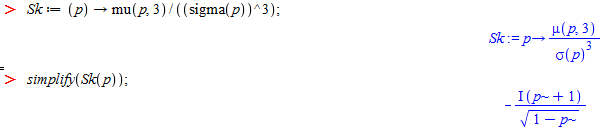 > Sk := (p) → mu(p, 3)/((sigma(p))^3);
Sk := p → μ(p, 3)/σ(p)^3
> simplify(Sk(p));
- I (p~ + 1)/√(1 - p~)